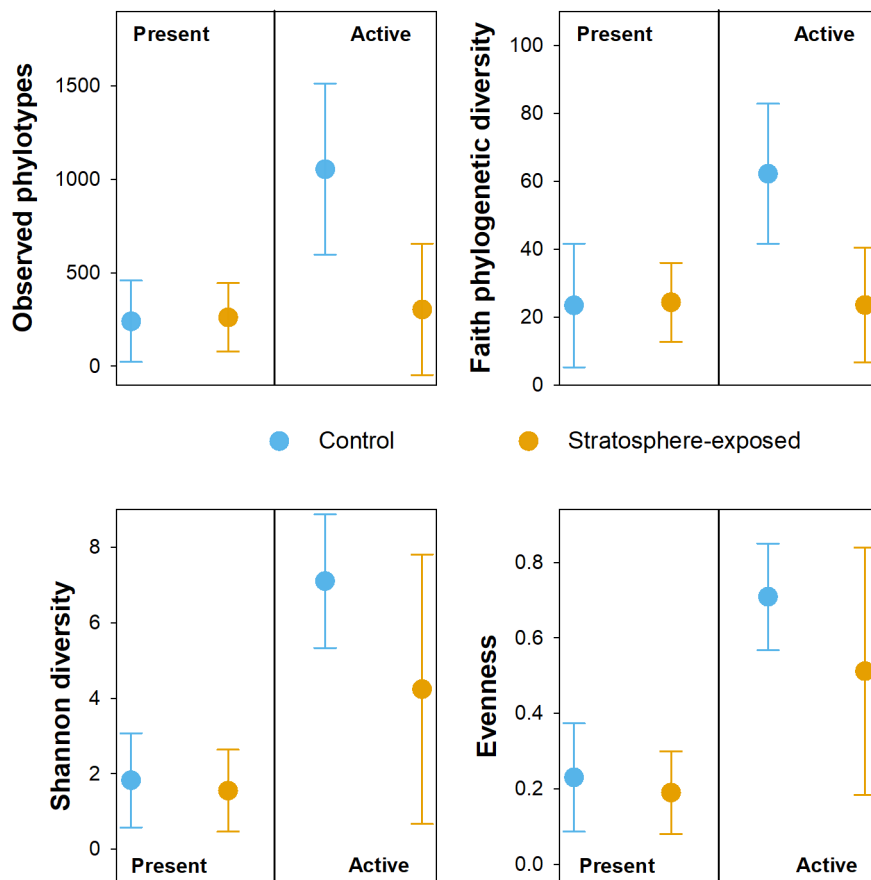 Present Active
Observed phylotypes
1500
1000
500
0
Present Active
Faith phylogenetic diversity
100
80
60
40
20
0
Control Stratosphere-exposed
Shannon diversity
8
6
4
2
0
Present Active
Evenness
0.8
0.6
0.4
0.2
0.0
Present Active